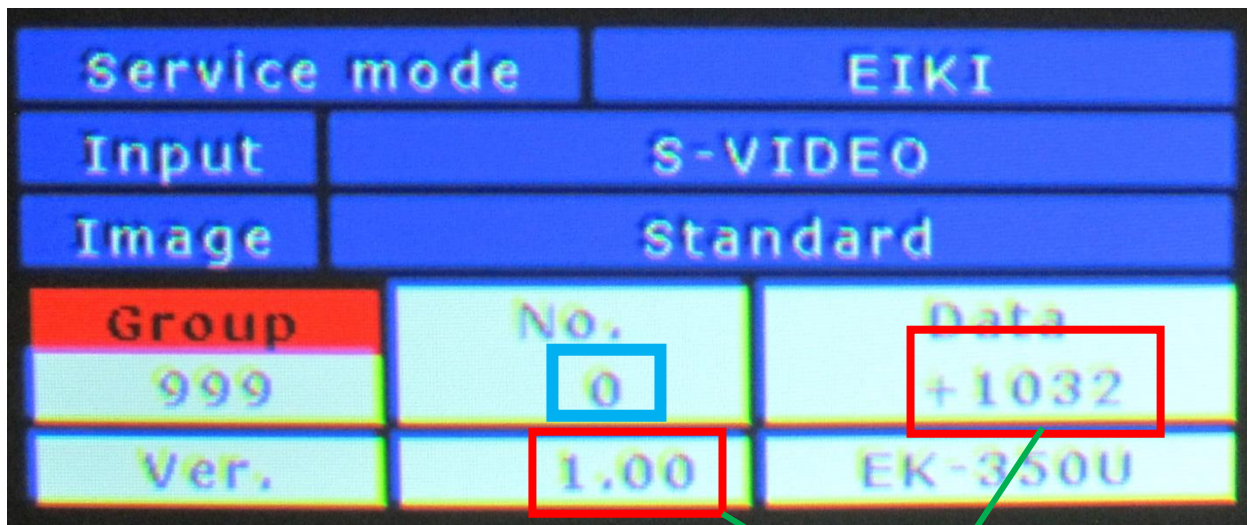 Service mode EIKI
Input S-VIDEO
Image Standard
Group No. Data
999 0 +1032
Ver. 1.00 EK-350U